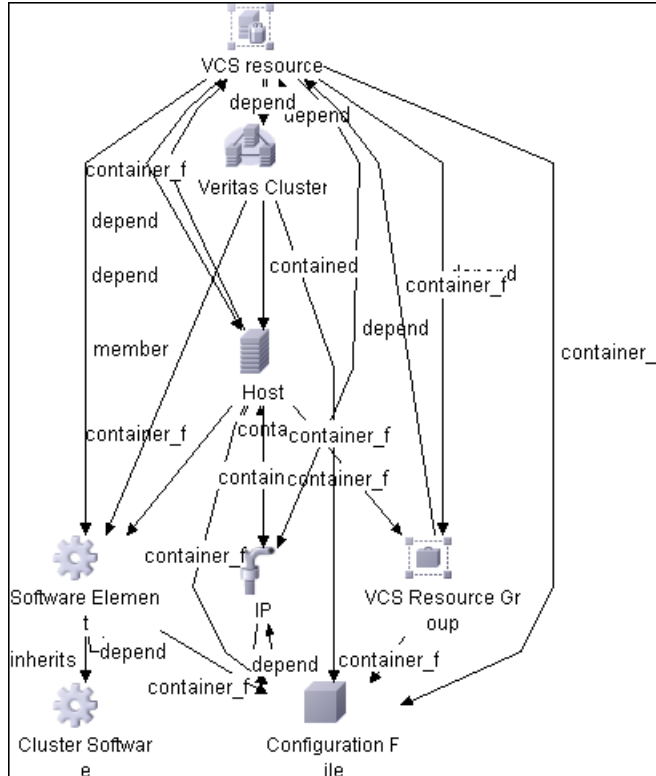 VCS resource
depend
depend
container_f
Veritas Cluster
depend
contained
depend
container_f
depend
member
container_
Host
container_f
conta
container_f
contain
container_f
container_f
Software Elemen
t
IP
VCS Resource Gr
oup
inherits
depend
depend
container_f
container_f
Cluster Softwar
e
Configuration F
ile